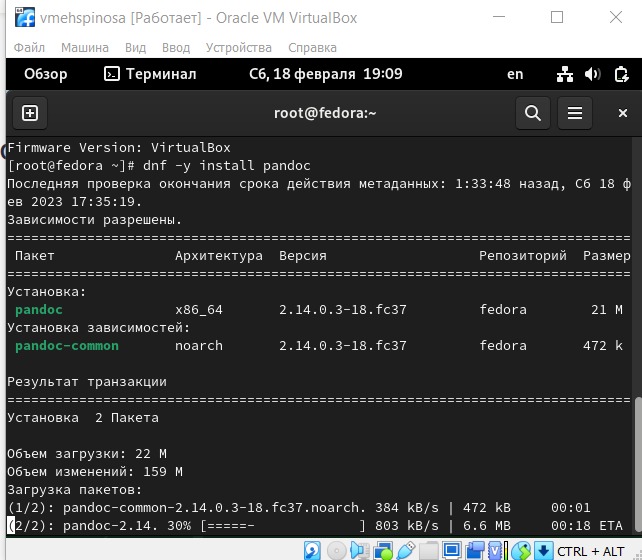 vmehspinosa [Работает] - Oracle VM VirtualBox
Файл Машина Вид Ввод Устройства Справка
Обзор Терминал Сб, 18 февраля 19:09 en
root@fedora:~
Firmware Version: VirtualBox
[root@fedora ~]# dnf -y install pandoc
Последняя проверка окончания срока действия метаданных: 1:33:48 назад, Сб 18 ф
ев 2023 17:35:19.
Зависимости разрешены.
================================================================================
Пакет Архитектура Версия Репозиторий Размер
================================================================================
Установка:
pandoc x86_64 2.14.0.3-18.fc37 fedora 21 M
Установка зависимостей:
pandoc-common noarch 2.14.0.3-18.fc37 fedora 472 k
Результат транзакции
================================================================================
Установка 2 Пакета
Объем загрузки: 22 M
Объем изменений: 159 M
Загрузка пакетов:
(1/2): pandoc-common-2.14.0.3-18.fc37.noarch. 384 kB/s | 472 kB 00:01
(2/2): pandoc-2.14. 30% [=====- ] 803 kB/s | 6.6 MB 00:18 ETA
CTRL + ALT